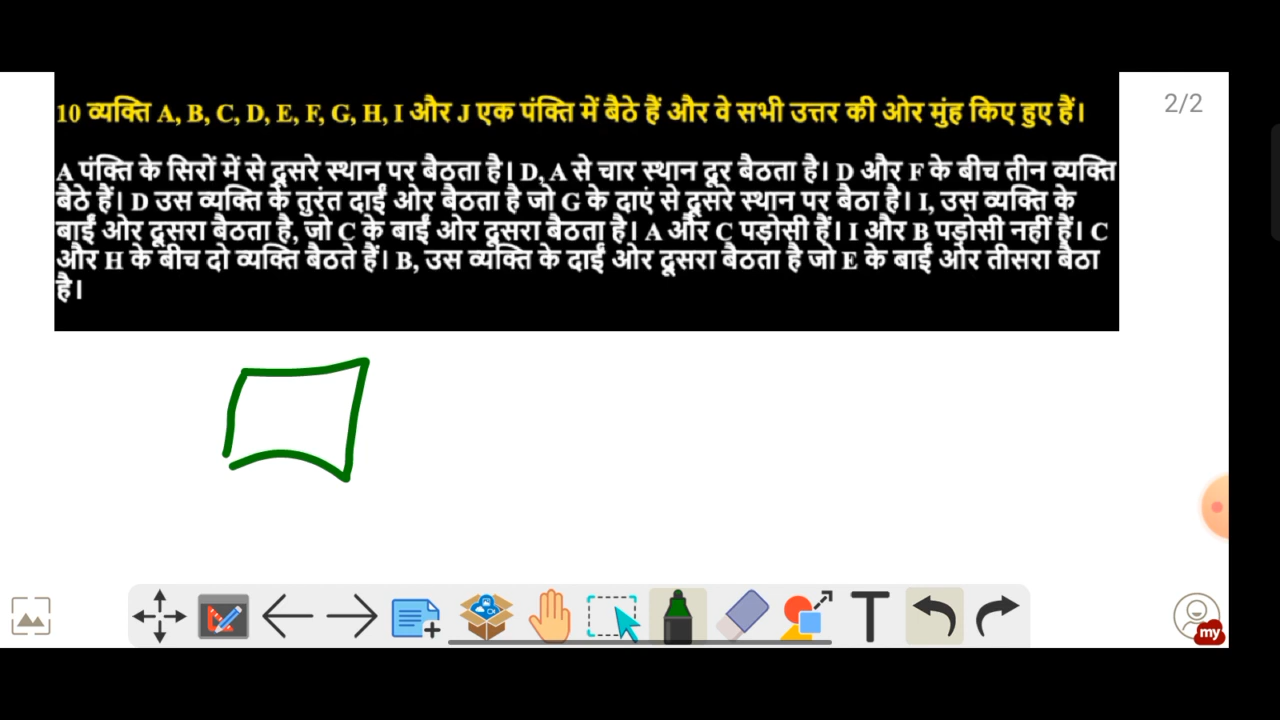 10 व्यक्ति A, B, C, D, E, F, G, H, I और J एक पंक्ति में बैठे हैं और वे सभी उत्तर की ओर मुंह किए हुए हैं।
2/2
A पंक्ति के सिरों में से दूसरे स्थान पर बैठता है। D, A से चार स्थान दूर बैठता है। D और F के बीच तीन व्यक्ति
बैठे हैं। D उस व्यक्ति के तुरंत दाईं ओर बैठता है जो G के दाएं से दूसरे स्थान पर बैठा है। I, उस व्यक्ति के
बाईं ओर दूसरा बैठता है, जो C के बाईं ओर दूसरा बैठता है। A और C पड़ोसी हैं। I और B पड़ोसी नहीं हैं। C
और H के बीच दो व्यक्ति बैठते हैं। B, उस व्यक्ति के दाईं ओर दूसरा बैठता है जो E के बाईं ओर तीसरा बैठा
है।
T
my